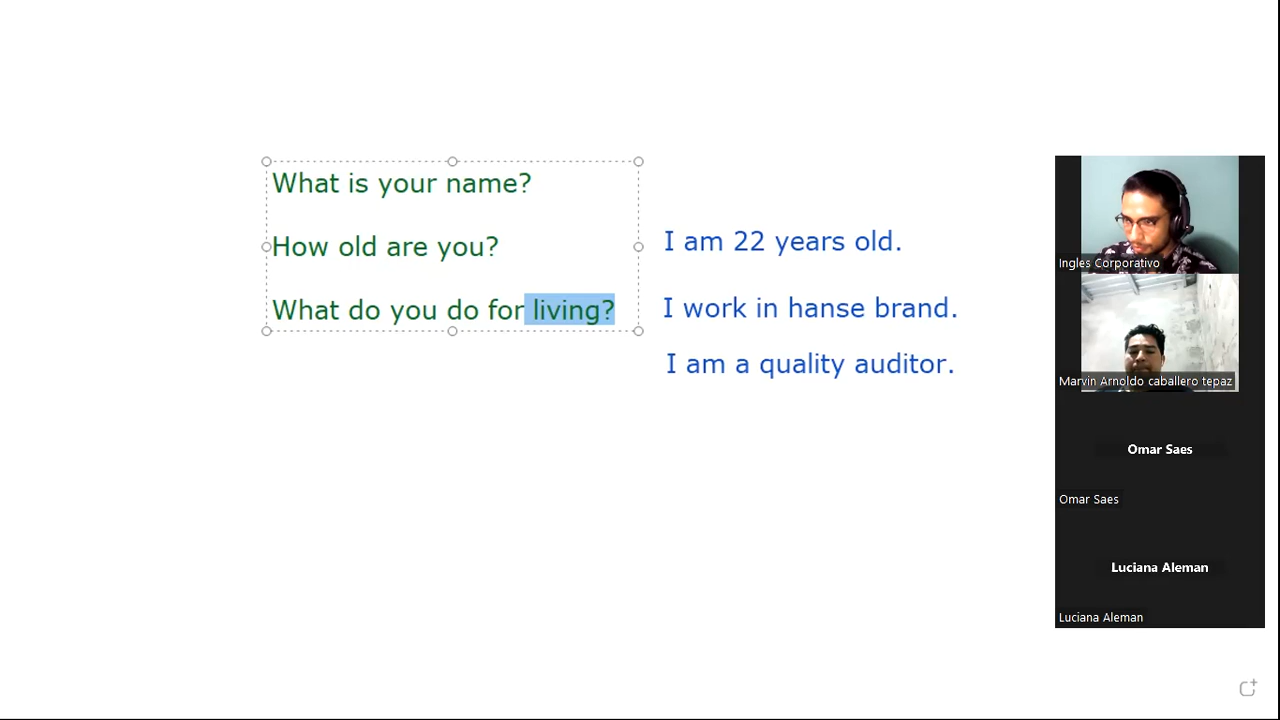 What is your name?
How old are you?
I am 22 years old.
What do you do for living?
I work in hanse brand.
I am a quality auditor.
Ingles Corporativo
Marvin Arnoldo caballero tepaz
Omar Saes
Omar Saes
Luciana Aleman
Luciana Aleman